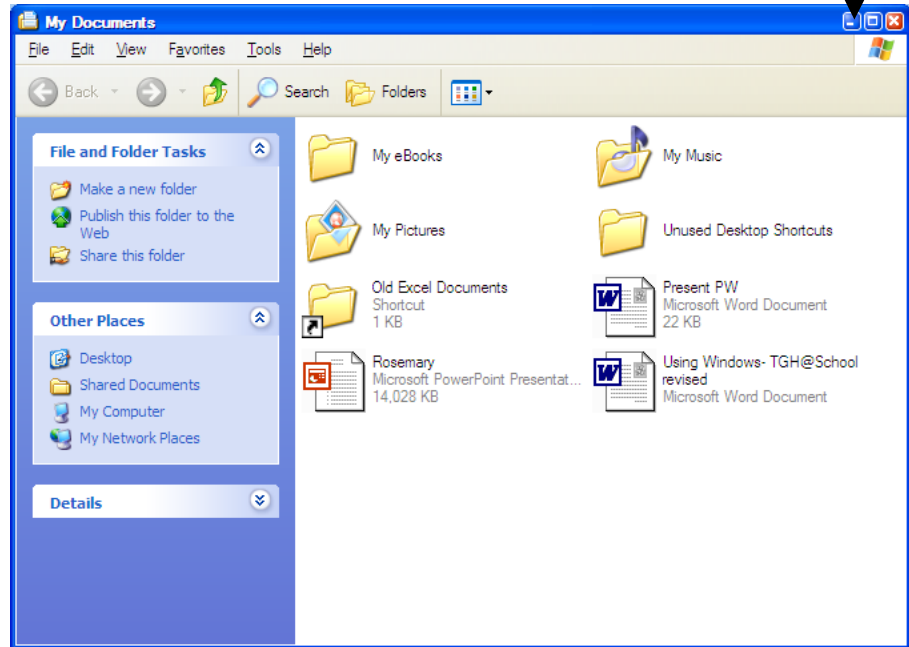 My Documents
File Edit View Favorites Tools Help
Back Search Folders
File and Folder Tasks
Make a new folder
Publish this folder to the
Web
Share this folder
Other Places
Desktop
Shared Documents
My Computer
My Network Places
Details
My eBooks
My Music
My Pictures
Unused Desktop Shortcuts
Old Excel Documents
Shortcut
1 KB
Present PW
Microsoft Word Document
22 KB
Rosemary
Microsoft PowerPoint Presentat...
14,028 KB
Using Windows- TGH@School
revised
Microsoft Word Document